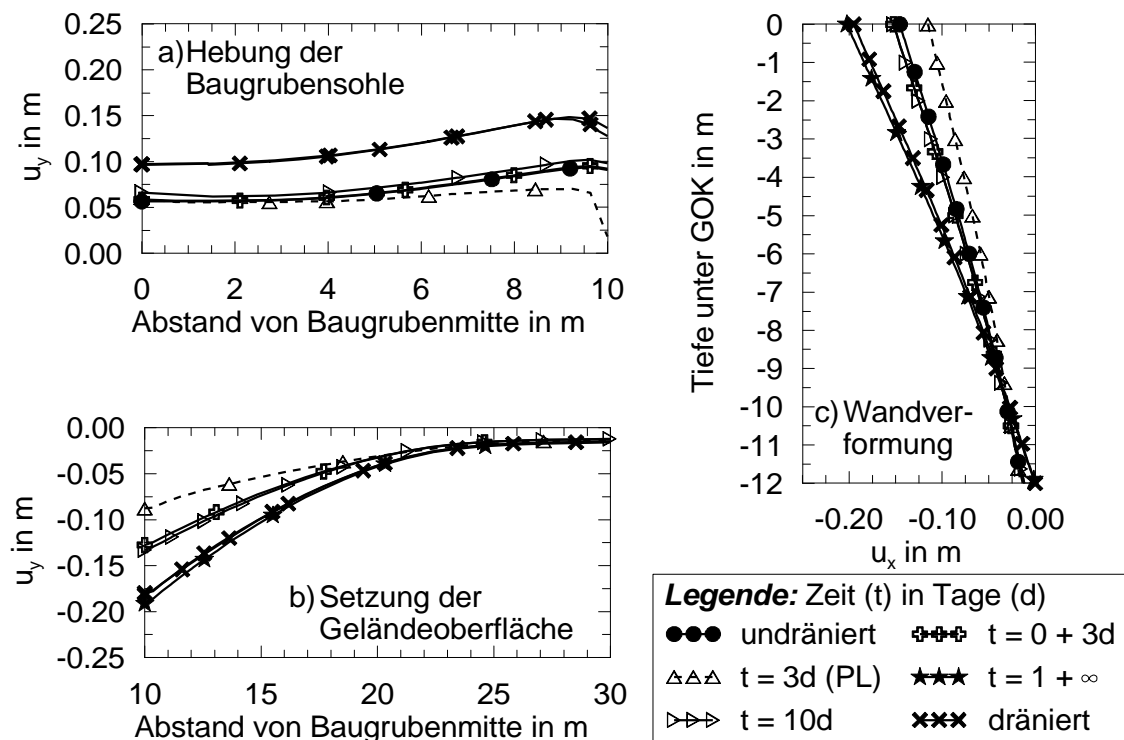 0.25
0.20
0.15
0.10
0.05
0.00
u_y in m
a) Hebung der
Baugrubensohle
0 2 4 6 8 10
Abstand von Baugrubenmitte in m
0.00
-0.05
-0.10
-0.15
-0.20
-0.25
u_y in m
b) Setzung der
Geländeoberfläche
10 15 20 25 30
Abstand von Baugrubenmitte in m
0
-1
-2
-3
-4
-5
-6
-7
-8
-9
-10
-11
-12
Tiefe unter GOK in m
c) Wandver-
formung
-0.20 -0.10 0.00
u_x in m
Legende: Zeit (t) in Tage (d)
undräniert
t = 0 + 3d
t = 3d (PL)
t = 1 + ∞
t = 10d
dräniert